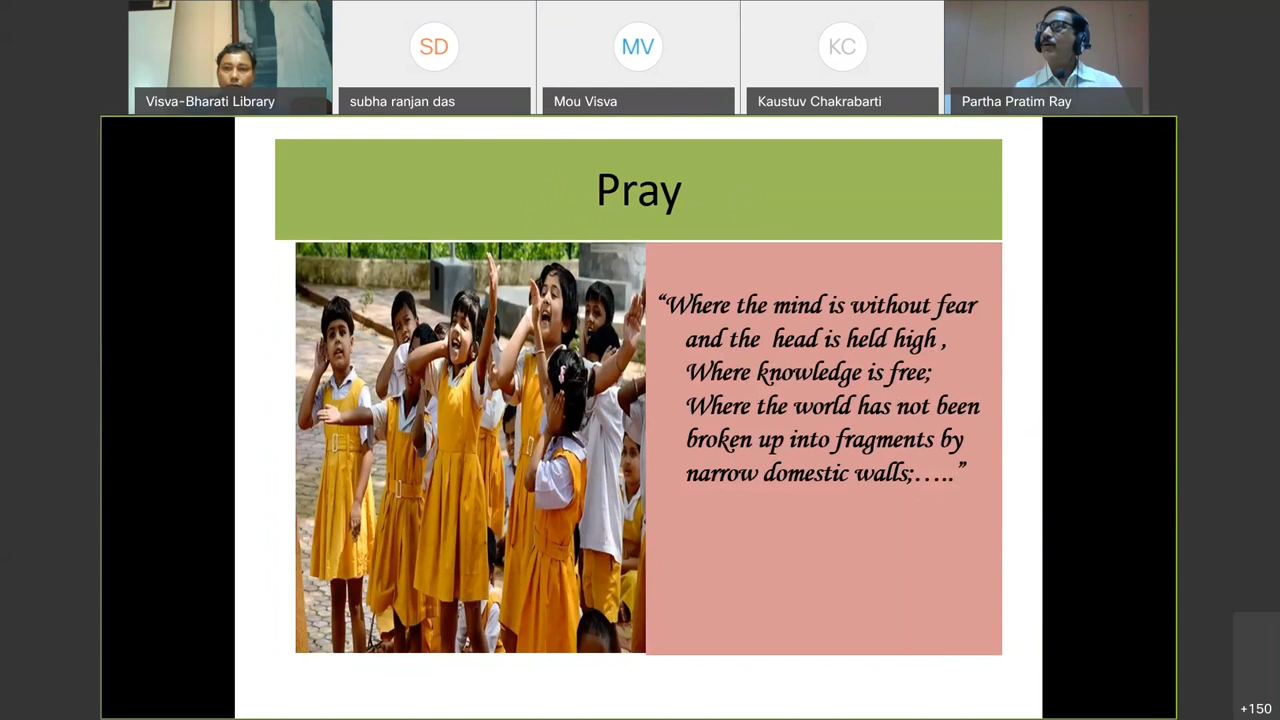 SD
MV
KC
Visva-Bharati Library
subha ranjan das
Mou Visva
Kaustuv Chakrabarti
Partha Pratim Ray
Pray
“Where the mind is without fear
and the head is held high ,
Where knowledge is free;
Where the world has not been
broken up into fragments by
narrow domestic walls;…..”
+150